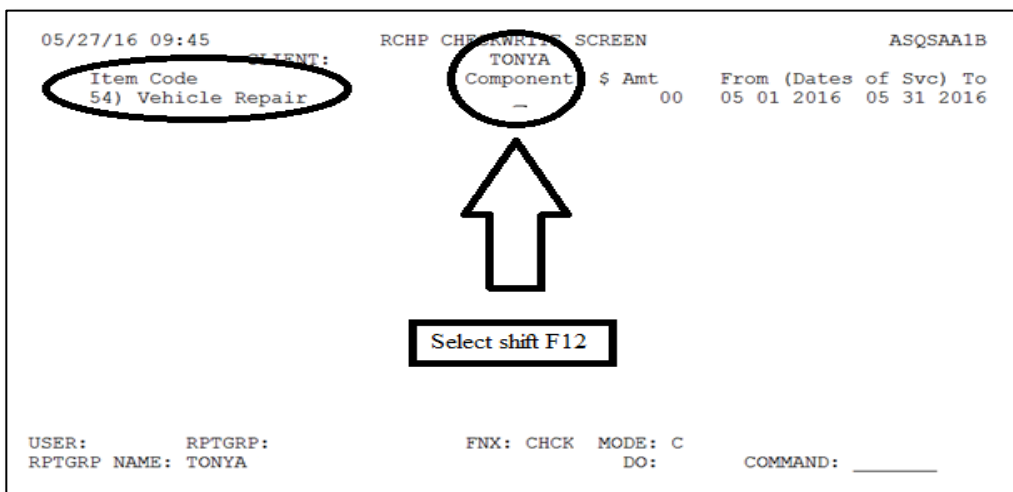 05/27/16 09:45 RCHP CHECKWRITE SCREEN ASQSAA1B
CLIENT: TONYA
Item Code Component $ Amt From (Dates of Svc) To
54) Vehicle Repair _ 00 05 01 2016 05 31 2016
Select shift F12
USER: RPTGRP: FNX: CHCK MODE: C
RPTGRP NAME: TONYA DO: COMMAND: _______